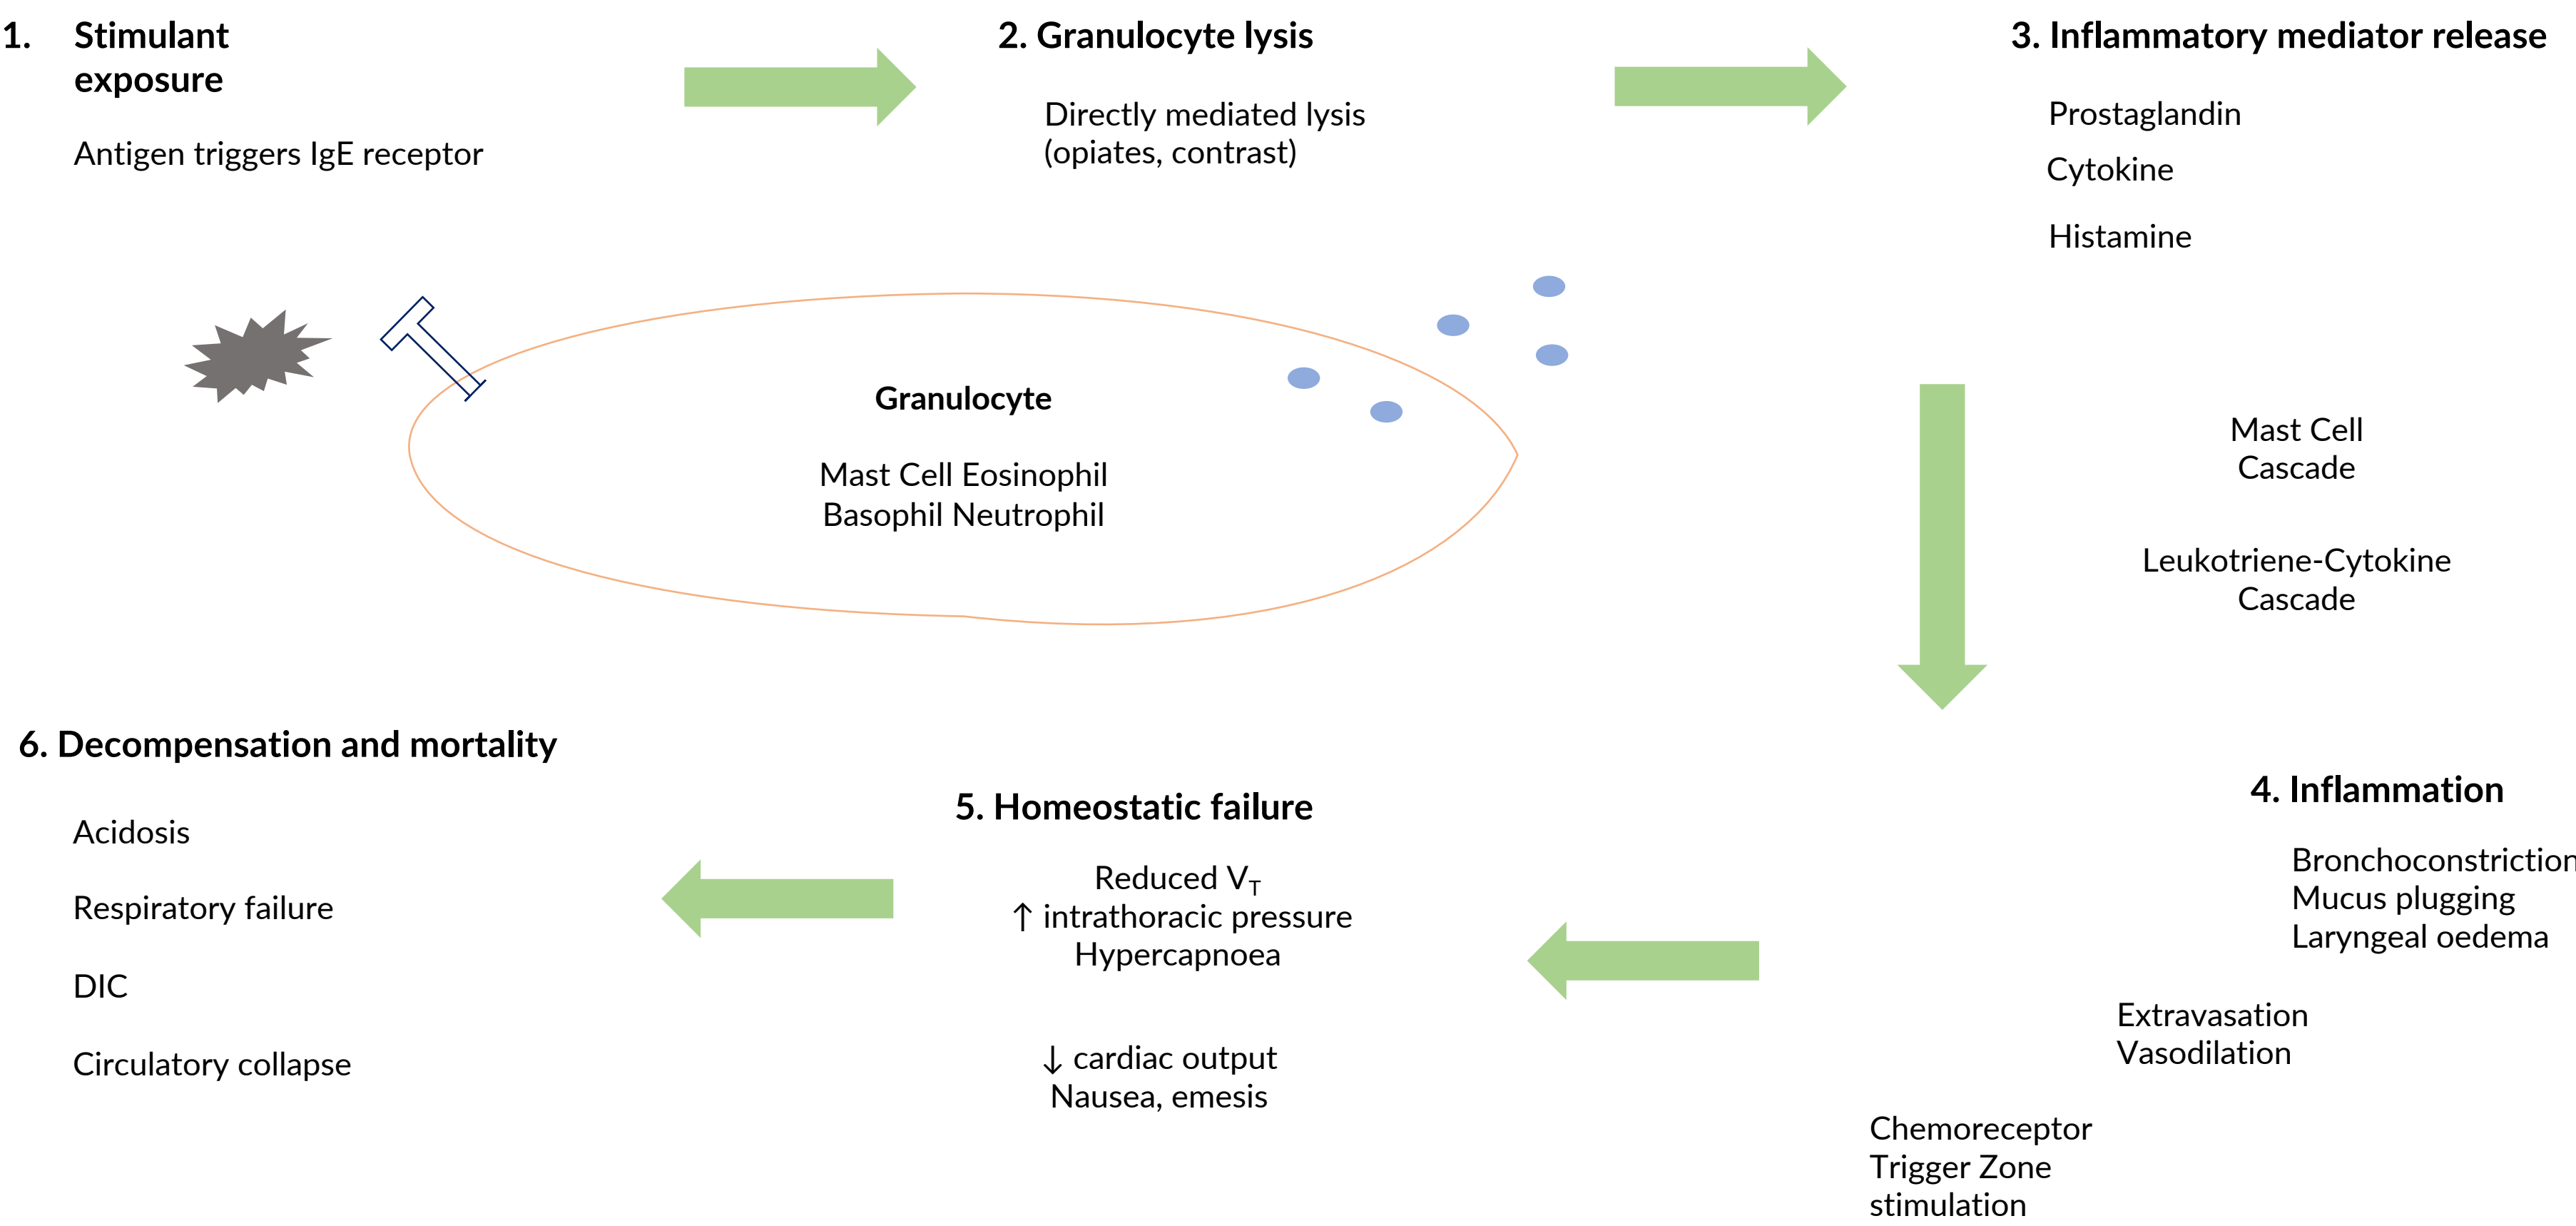 1. Stimulant
exposure
Antigen triggers IgE receptor
2. Granulocyte lysis
Directly mediated lysis
(opiates, contrast)
3. Inflammatory mediator release
Prostaglandin
Cytokine
Histamine
Granulocyte
Mast Cell Eosinophil
Basophil Neutrophil
Mast Cell
Cascade
Leukotriene-Cytokine
Cascade
4. Inflammation
Bronchoconstriction
Mucus plugging
Laryngeal oedema
Extravasation
Vasodilation
Chemoreceptor
Trigger Zone
stimulation
5. Homeostatic failure
Reduced V_T
↑ intrathoracic pressure
Hypercapnoea
↓ cardiac output
Nausea, emesis
6. Decompensation and mortality
Acidosis
Respiratory failure
DIC
Circulatory collapse